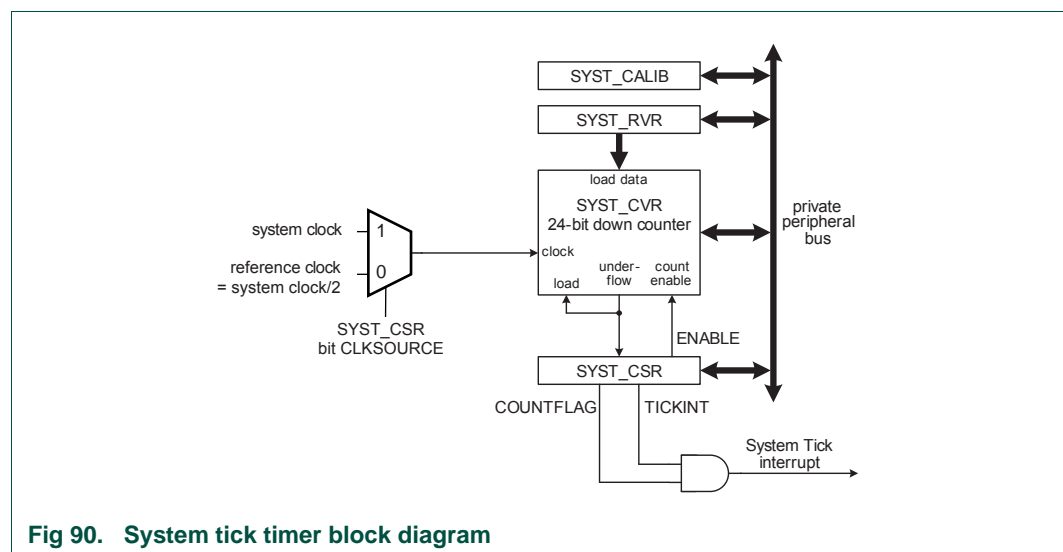 SYST_CALIB
SYST_RVR
load data
SYST_CVR
24-bit down counter
private
peripheral
bus
system clock
1
clock
reference clock
= system clock/2
0
under-
flow
count
enable
load
SYST_CSR
bit CLKSOURCE
ENABLE
SYST_CSR
COUNTFLAG
TICKINT
System Tick
interrupt
Fig 90. System tick timer block diagram